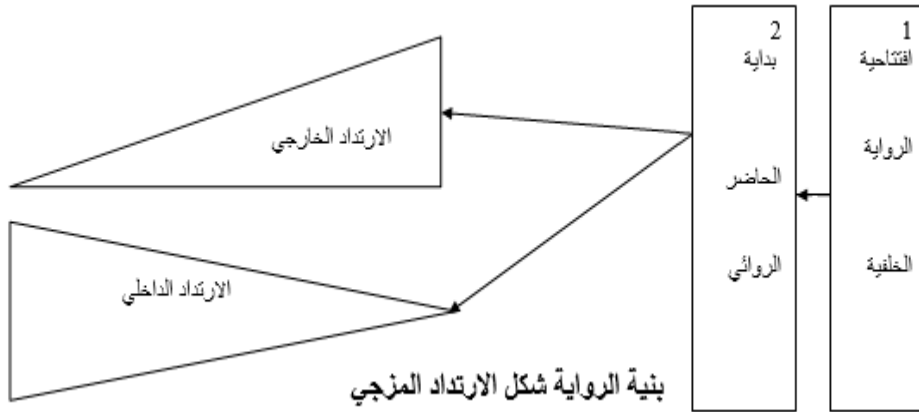 1
افتتاحية
الرواية
الخلفية
2
بداية
الحاضر
الروائي
الارتداد الخارجي
الارتداد الداخلي
بنية الرواية شكل الارتداد المزجي